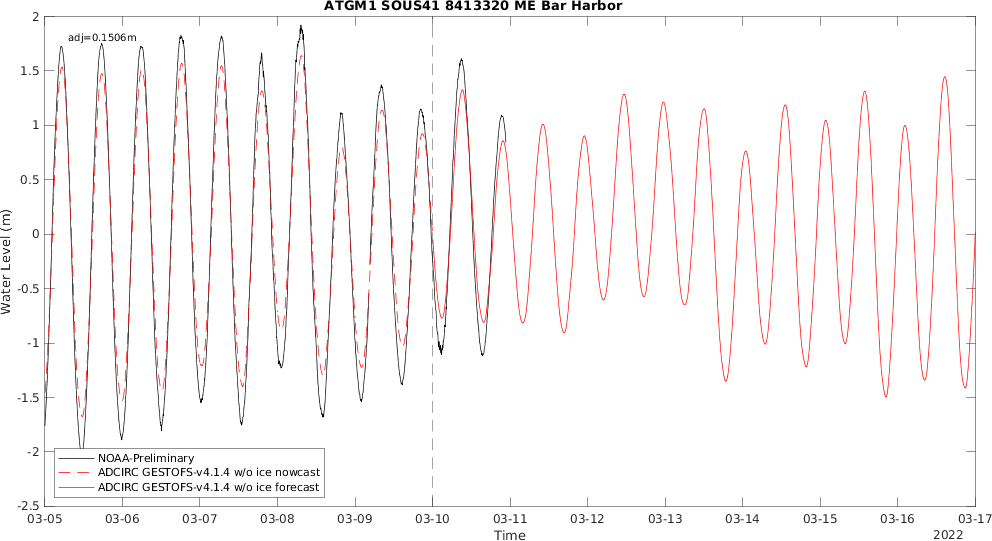 ATGM1 SOUS41 8413320 ME Bar Harbor
adj=0.1506m
2
1.5
1
0.5
0
-0.5
-1
-1.5
-2
-2.5
Water Level (m)
NOAA-Preliminary
ADCIRC GESTOFS-v4.1.4 w/o ice nowcast
ADCIRC GESTOFS-v4.1.4 w/o ice forecast
03-05 03-06 03-07 03-08 03-09 03-10 03-11 03-12 03-13 03-14 03-15 03-16 03-17
Time
2022